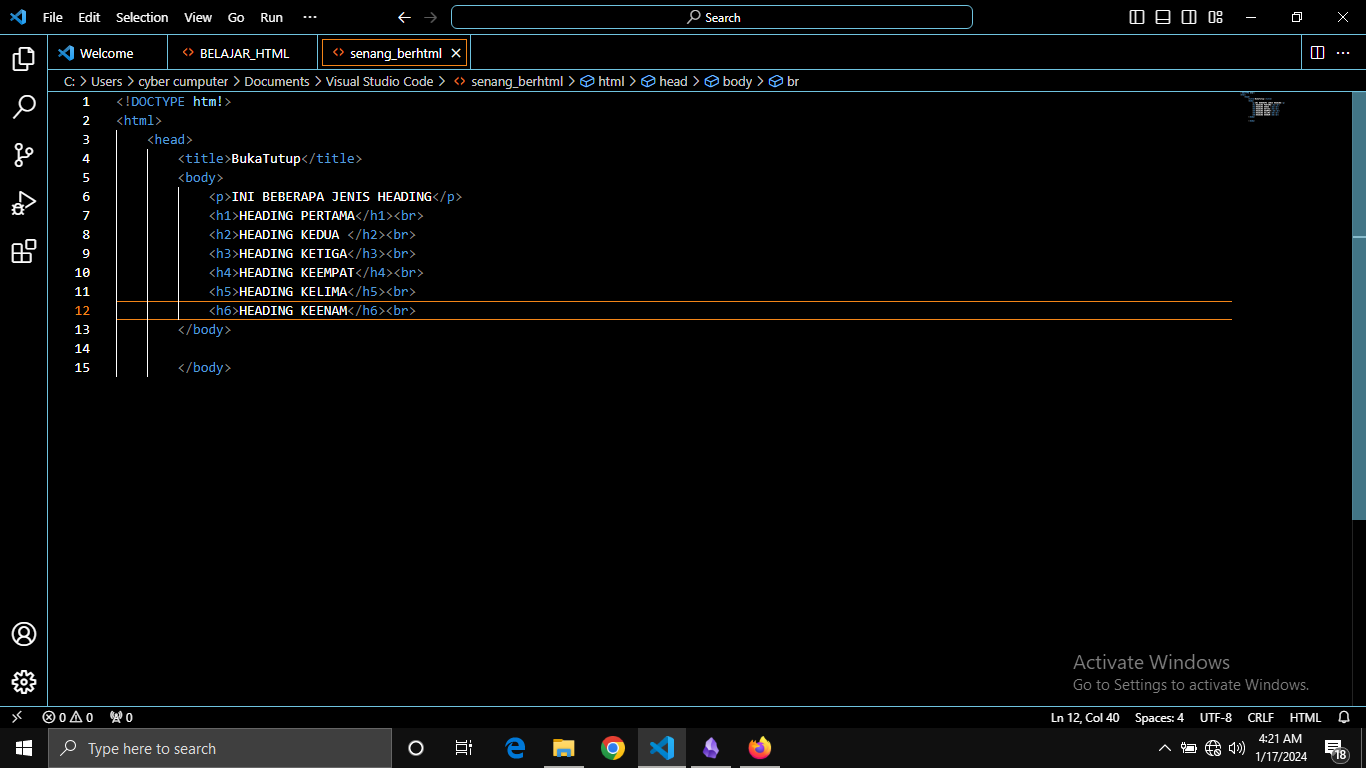 File Edit Selection View Go Run ··· Search
Welcome BELAJAR_HTML senang_berhtml
C: > Users > cyber cumputer > Documents > Visual Studio Code > senang_berhtml > html > head > body > br
1 <!DOCTYPE htm!>
2 <html>
3 <head>
4 <title>BukaTutup</title>
5 <body>
6 <p>INI BEBERAPA JENIS HEADING</p>
7 <h1>HEADING PERTAMA</h1><br>
8 <h2>HEADING KEDUA </h2><br>
9 <h3>HEADING KETIGA</h3><br>
10 <h4>HEADING KEEMPAT</h4><br>
11 <h5>HEADING KELIMA</h5><br>
12 <h6>HEADING KEENAM</h6><br>
13 </body>
14
15 </body>
Activate Windows
Go to Settings to activate Windows.
0 0 0 Ln 12, Col 40 Spaces: 4 UTF-8 CRLF HTML
Type here to search
4:21 AM
1/17/2024
18